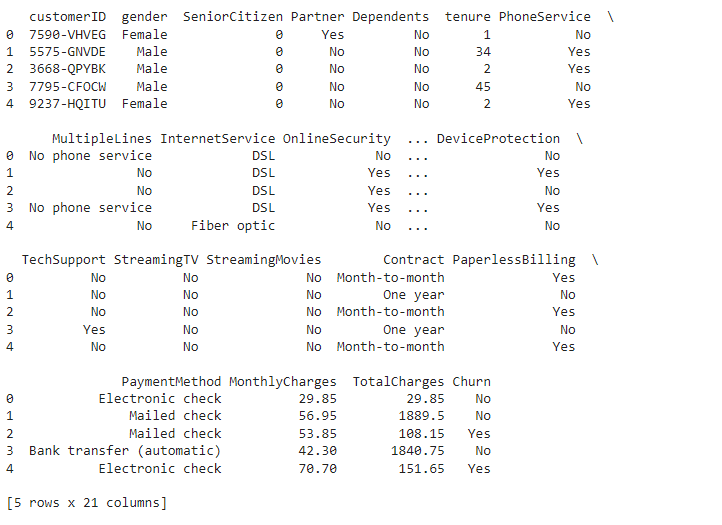 customerID  gender  SeniorCitizen Partner Dependents  tenure PhoneService  \
0  7590-VHVEG  Female              0     Yes         No       1           No
1  5575-GNVDE    Male              0      No         No      34          Yes
2  3668-QPYBK    Male              0      No         No       2          Yes
3  7795-CFOCW    Male              0      No         No      45           No
4  9237-HQITU  Female              0      No         No       2          Yes
      MultipleLines InternetService OnlineSecurity  ... DeviceProtection  \
0  No phone service             DSL             No  ...               No
1                No             DSL            Yes  ...              Yes
2                No             DSL            Yes  ...               No
3  No phone service             DSL            Yes  ...              Yes
4                No     Fiber optic             No  ...               No
  TechSupport StreamingTV StreamingMovies        Contract PaperlessBilling  \
0          No          No              No  Month-to-month              Yes
1          No          No              No        One year               No
2          No          No              No  Month-to-month              Yes
3         Yes          No              No        One year               No
4          No          No              No  Month-to-month              Yes
               PaymentMethod MonthlyCharges  TotalCharges Churn
0           Electronic check          29.85         29.85    No
1               Mailed check          56.95        1889.5    No
2               Mailed check          53.85        108.15   Yes
3  Bank transfer (automatic)          42.30       1840.75    No
4           Electronic check          70.70        151.65   Yes
[5 rows x 21 columns]